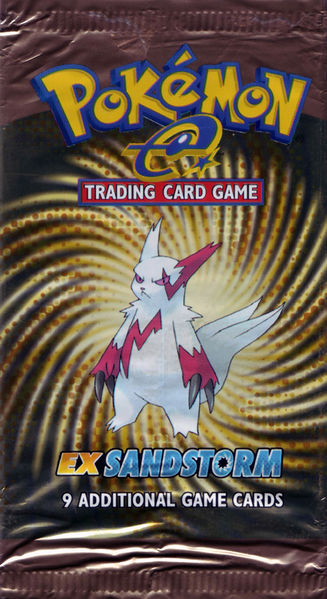 POKéMON
e
TRADING CARD GAME
EX SANDSTORM
9 ADDITIONAL GAME CARDS